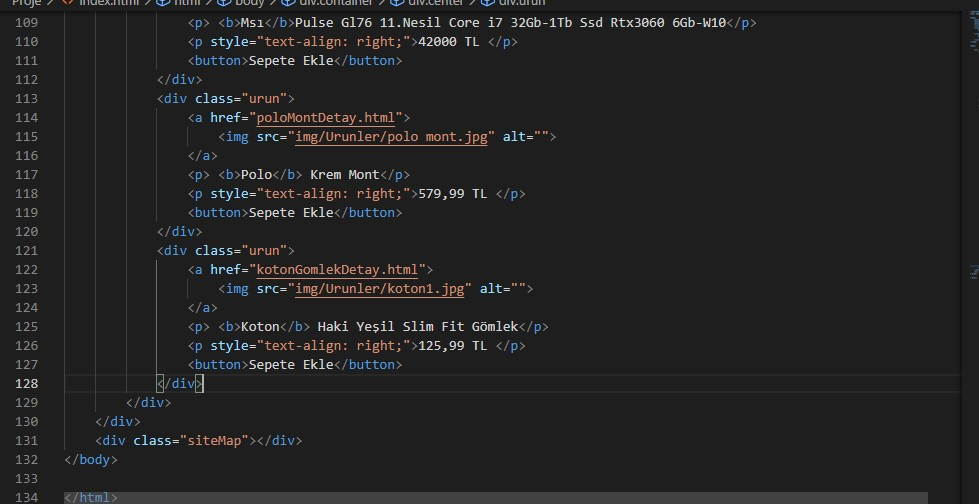 Proje > <> index.html > html > body > div.container > div.center > div.urun
109 <p> <b>Msı</b>Pulse Gl76 11.Nesil Core i7 32Gb-1Tb Ssd Rtx3060 6Gb-W10</p>
110 <p style="text-align: right;">42000 TL </p>
111 <button>Sepete Ekle</button>
112 </div>
113 <div class="urun">
114 <a href="poloMontDetay.html">
115 <img src="img/Urunler/polo mont.jpg" alt="">
116 </a>
117 <p> <b>Polo</b> Krem Mont</p>
118 <p style="text-align: right;">579,99 TL </p>
119 <button>Sepete Ekle</button>
120 </div>
121 <div class="urun">
122 <a href="kotonGomlekDetay.html">
123 <img src="img/Urunler/koton1.jpg" alt="">
124 </a>
125 <p> <b>Koton</b> Haki Yeşil Slim Fit Gömlek</p>
126 <p style="text-align: right;">125,99 TL </p>
127 <button>Sepete Ekle</button>
128 </div>
129 </div>
130 </div>
131 <div class="siteMap"></div>
132 </body>
133
134 </html>